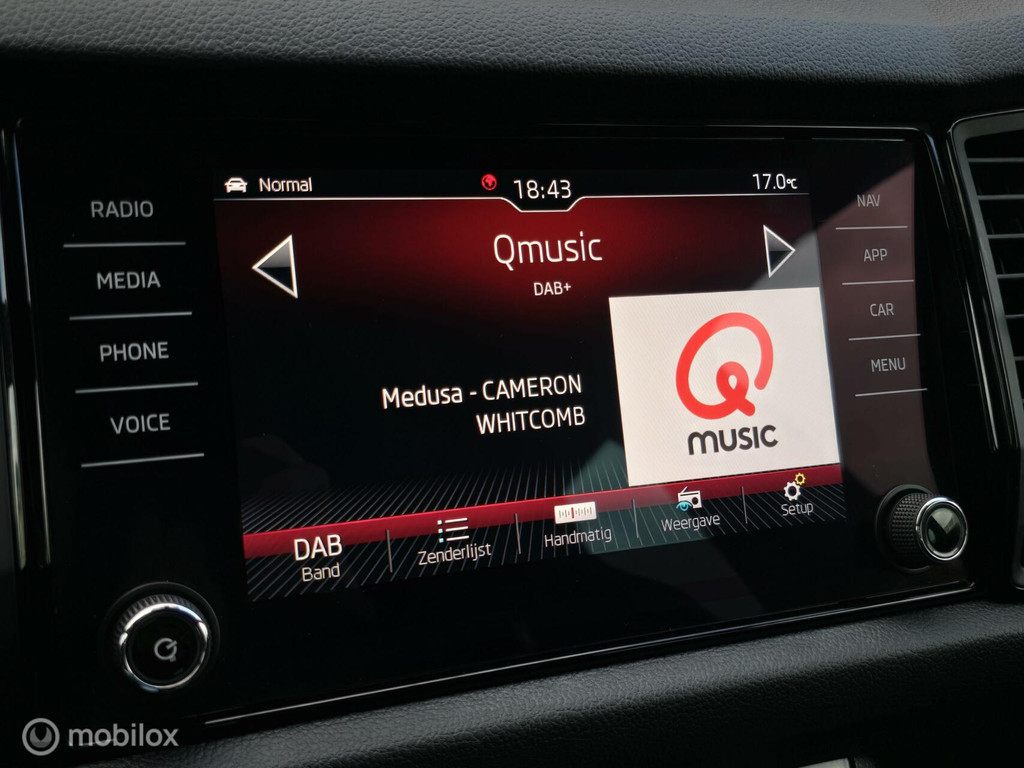 Normal
18:43
17.0°C
RADIO
MEDIA
PHONE
VOICE
Qmusic
DAB+
Medusa - CAMERON
WHITCOMB
Q
music
NAV
APP
CAR
MENU
DAB
Band
Zenderlijst
Handmatig
Weergave
Setup
mobilox